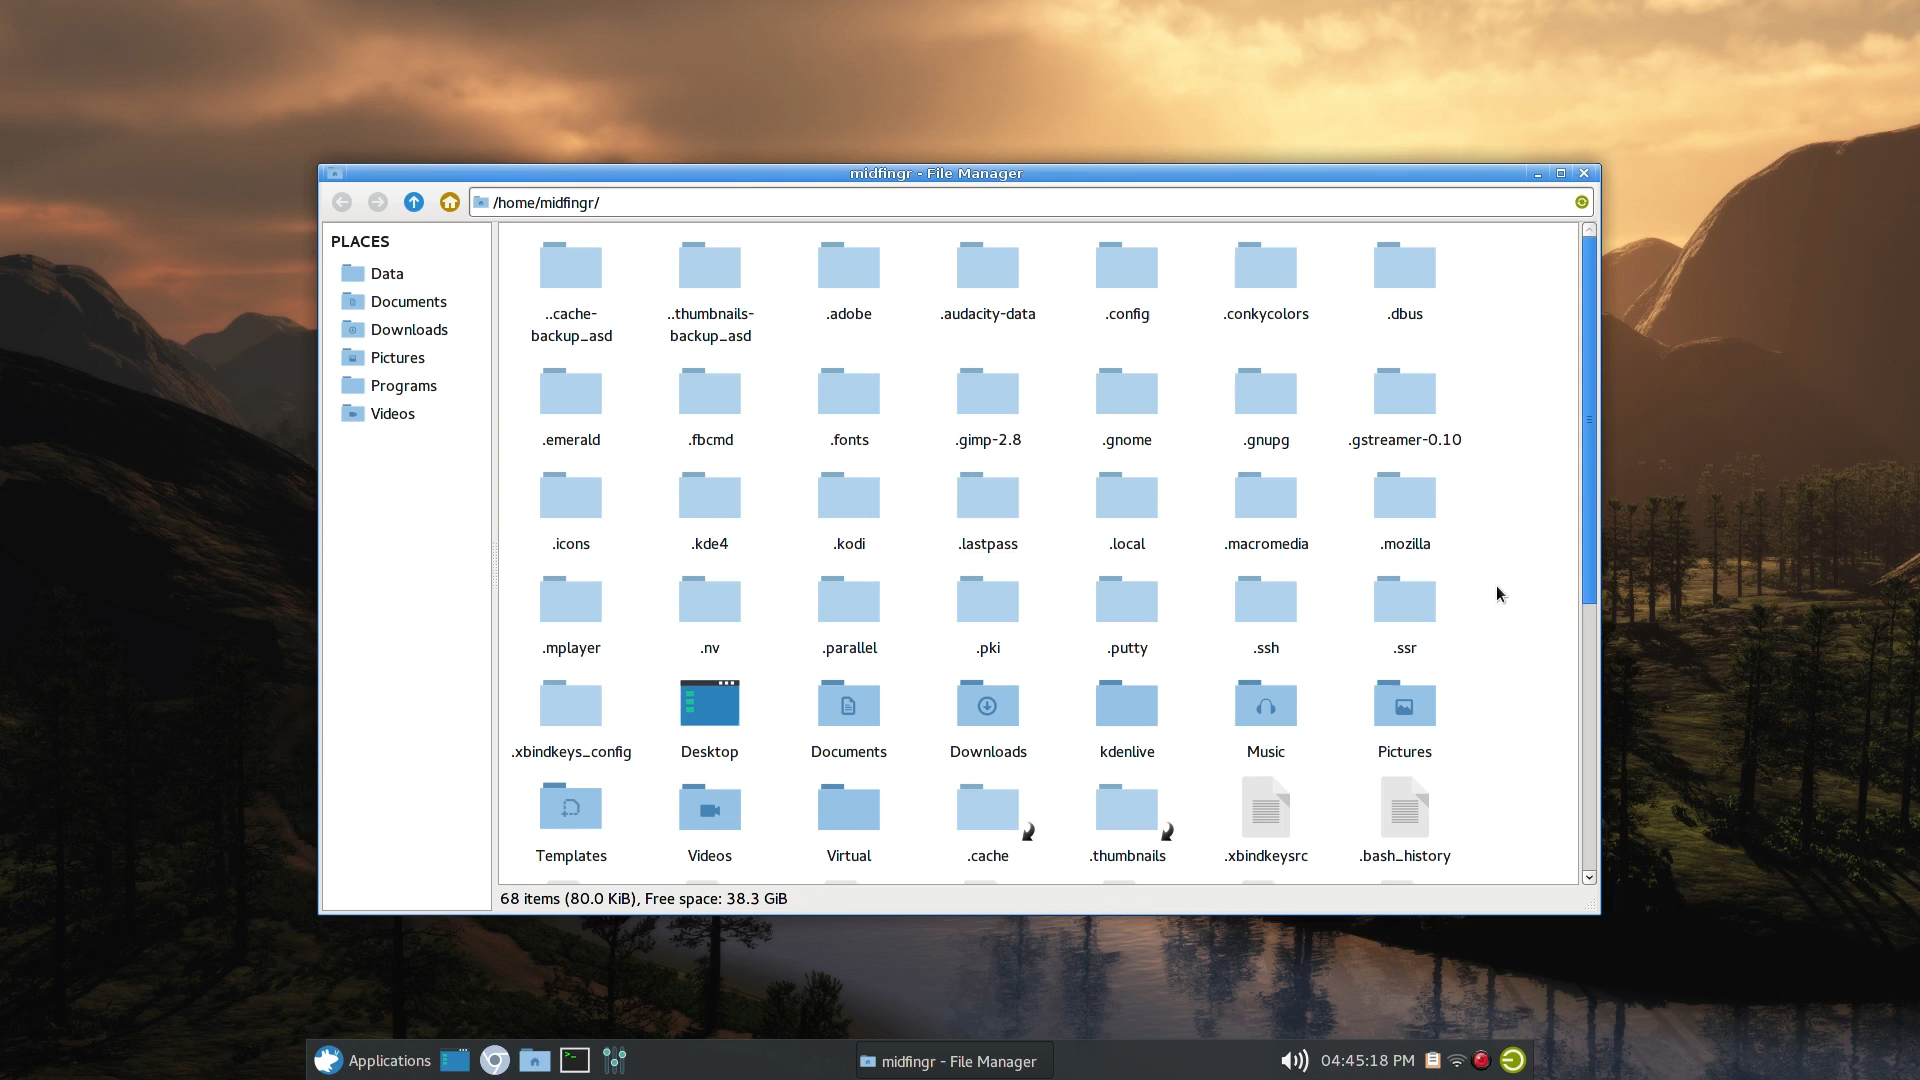 midfingr - File Manager
/home/midfingr/
PLACES
Data
Documents
Downloads
Pictures
Programs
Videos
..cache-
backup_asd
..thumbnails-
backup_asd
.adobe
.audacity-data
.config
.conkycolors
.dbus
.emerald
.fbcmd
.fonts
.gimp-2.8
.gnome
.gnupg
.gstreamer-0.10
.icons
.kde4
.kodi
.lastpass
.local
.macromedia
.mozilla
.mplayer
.nv
.parallel
.pki
.putty
.ssh
.ssr
.xbindkeys_config
Desktop
Documents
Downloads
kdenlive
Music
Pictures
Templates
Videos
Virtual
.cache
.thumbnails
.xbindkeysrc
.bash_history
68 items (80.0 KiB), Free space: 38.3 GiB
Applications
>_
midfingr - File Manager
04:45:18 PM